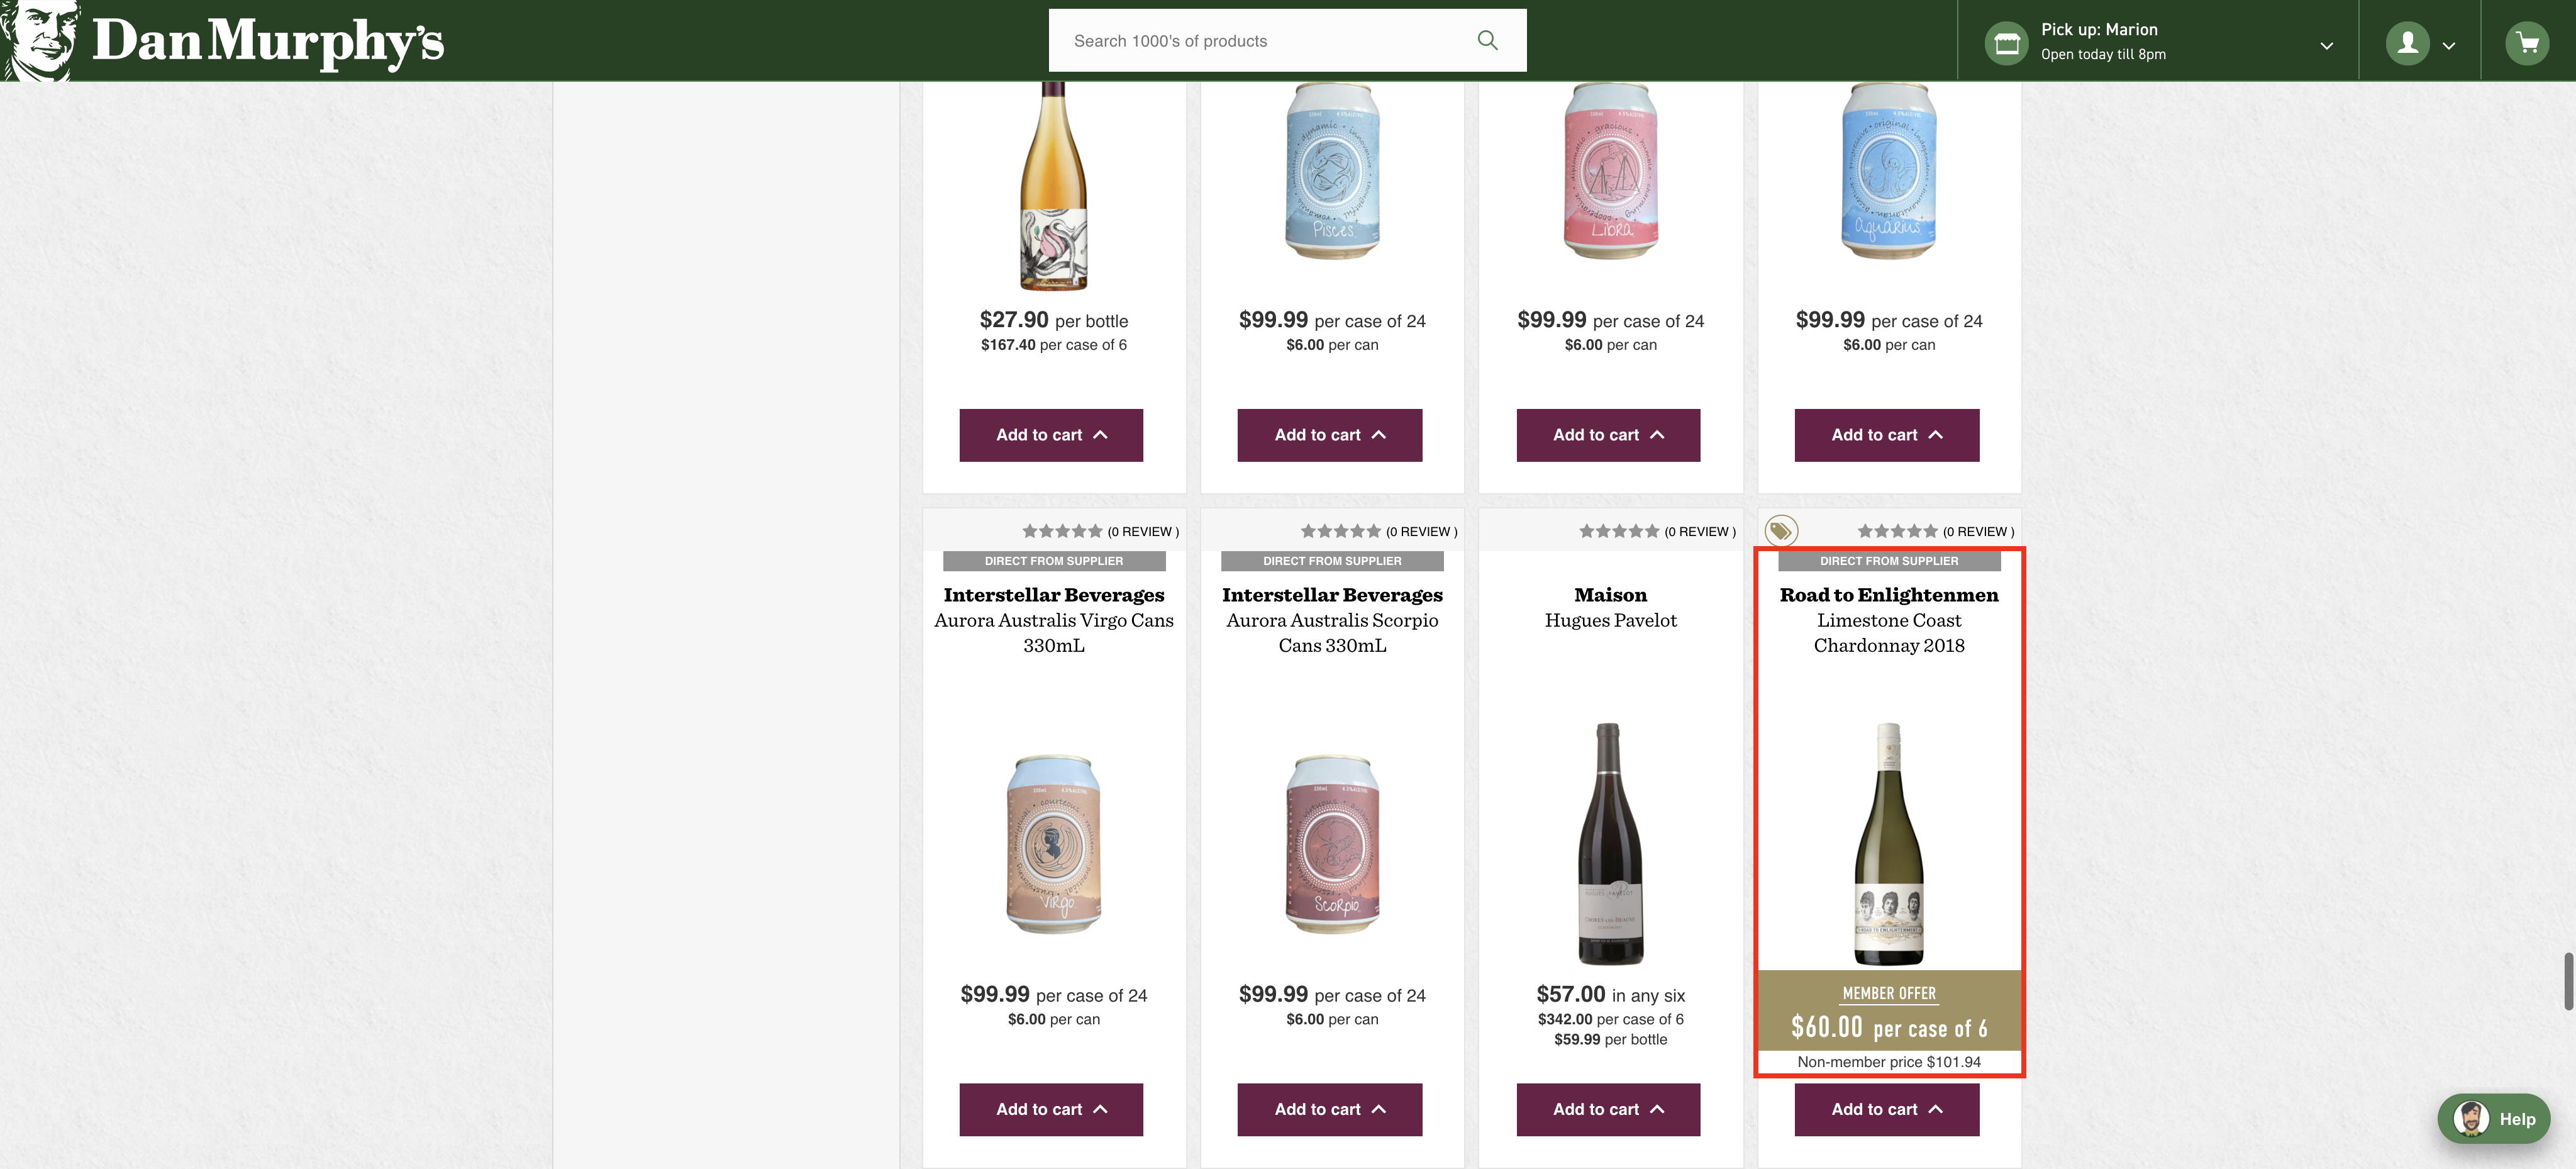 Dan Murphy's
Search 1000's of products
Pick up: Marion
Open today till 8pm
Pisces
gracious
Libra
original
Aquarius
$27.90 per bottle
$167.40 per case of 6
$99.99 per case of 24
$6.00 per can
$99.99 per case of 24
$6.00 per can
$99.99 per case of 24
$6.00 per can
Add to cart
Add to cart
Add to cart
Add to cart
(0 REVIEW )
(0 REVIEW )
(0 REVIEW )
(0 REVIEW )
DIRECT FROM SUPPLIER
DIRECT FROM SUPPLIER
DIRECT FROM SUPPLIER
Interstellar Beverages
Aurora Australis Virgo Cans
330mL
Interstellar Beverages
Aurora Australis Scorpio
Cans 330mL
Maison
Hugues Pavelot
Road to Enlightenmen
Limestone Coast
Chardonnay 2018
courteous
Virgo
Scorpio
ROAD TO ENLIGHTENMENT
$99.99 per case of 24
$6.00 per can
$99.99 per case of 24
$6.00 per can
$57.00 in any six
$342.00 per case of 6
$59.99 per bottle
MEMBER OFFER
$60.00 per case of 6
Non-member price $101.94
Add to cart
Add to cart
Add to cart
Add to cart
Help